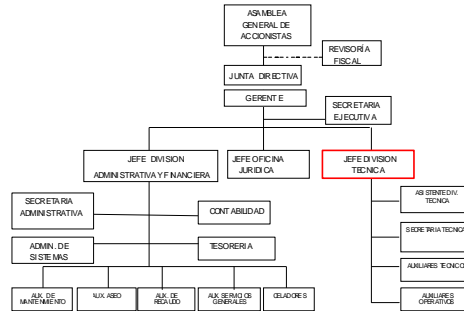 ASAMBLEA
GENERAL DE
ACCIONISTAS
REVISORÍA
FISCAL
JUNTA DIRECTIVA
GERENTE
SECRETARIA
EJECUTIVA
JEFE DIVISION
ADMINISTRATIVA Y FINANCIERA
JEFE OFICINA
JURIDICA
JEFE DIVISION
TECNICA
ASISTENTE DIV.
TECNICA
SECRETARIA
ADMINISTRATIVA
CONTABILIDAD
SECRETARIA TECNICA
ADMIN. DE
SISTEMAS
TESORERIA
AUXILIARES TECNICO
AUX. DE
MANTENIMIENTO
AUX. ASEO
AUX. DE
RECAUDO
AUX. SERVICIOS
GENERALES
CELADORES
AUXILIARES
OPERATIVOS